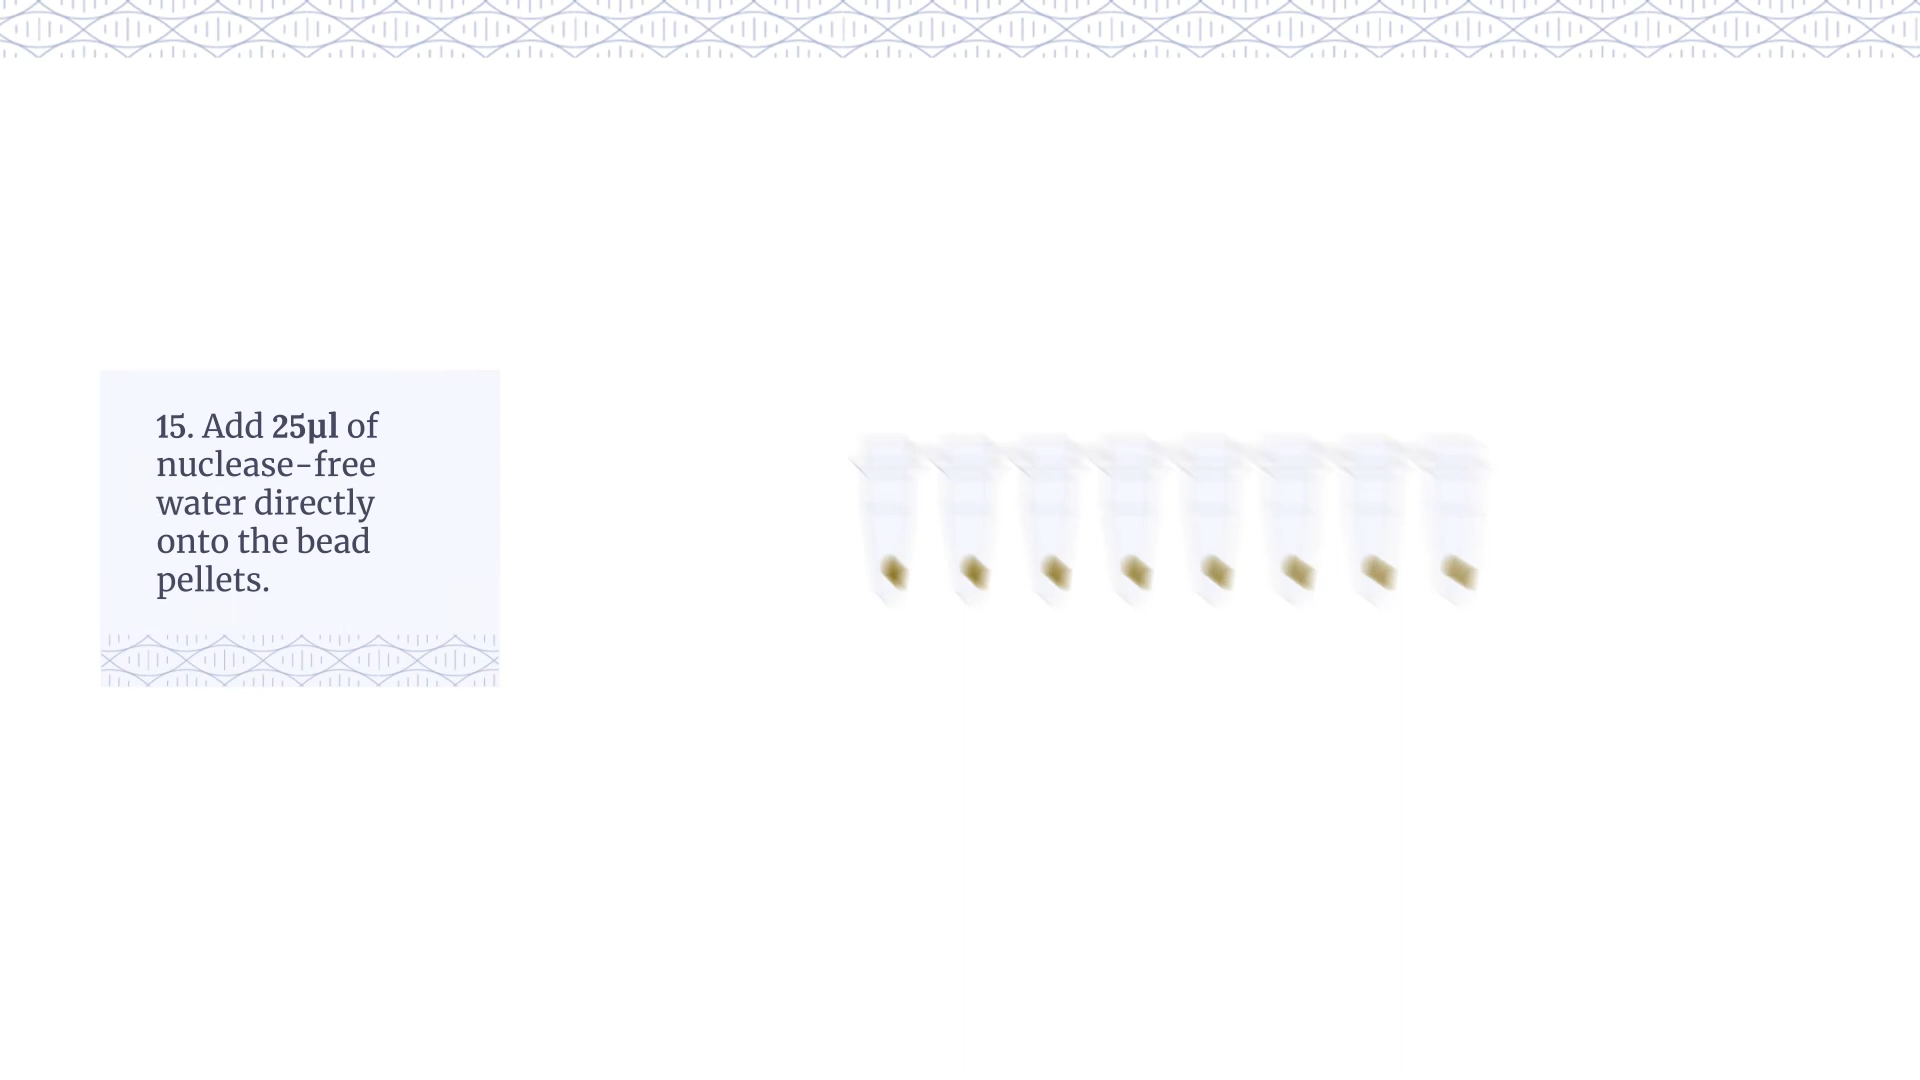 15. Add 25µl of
nuclease-free
water directly
onto the bead
pellets.